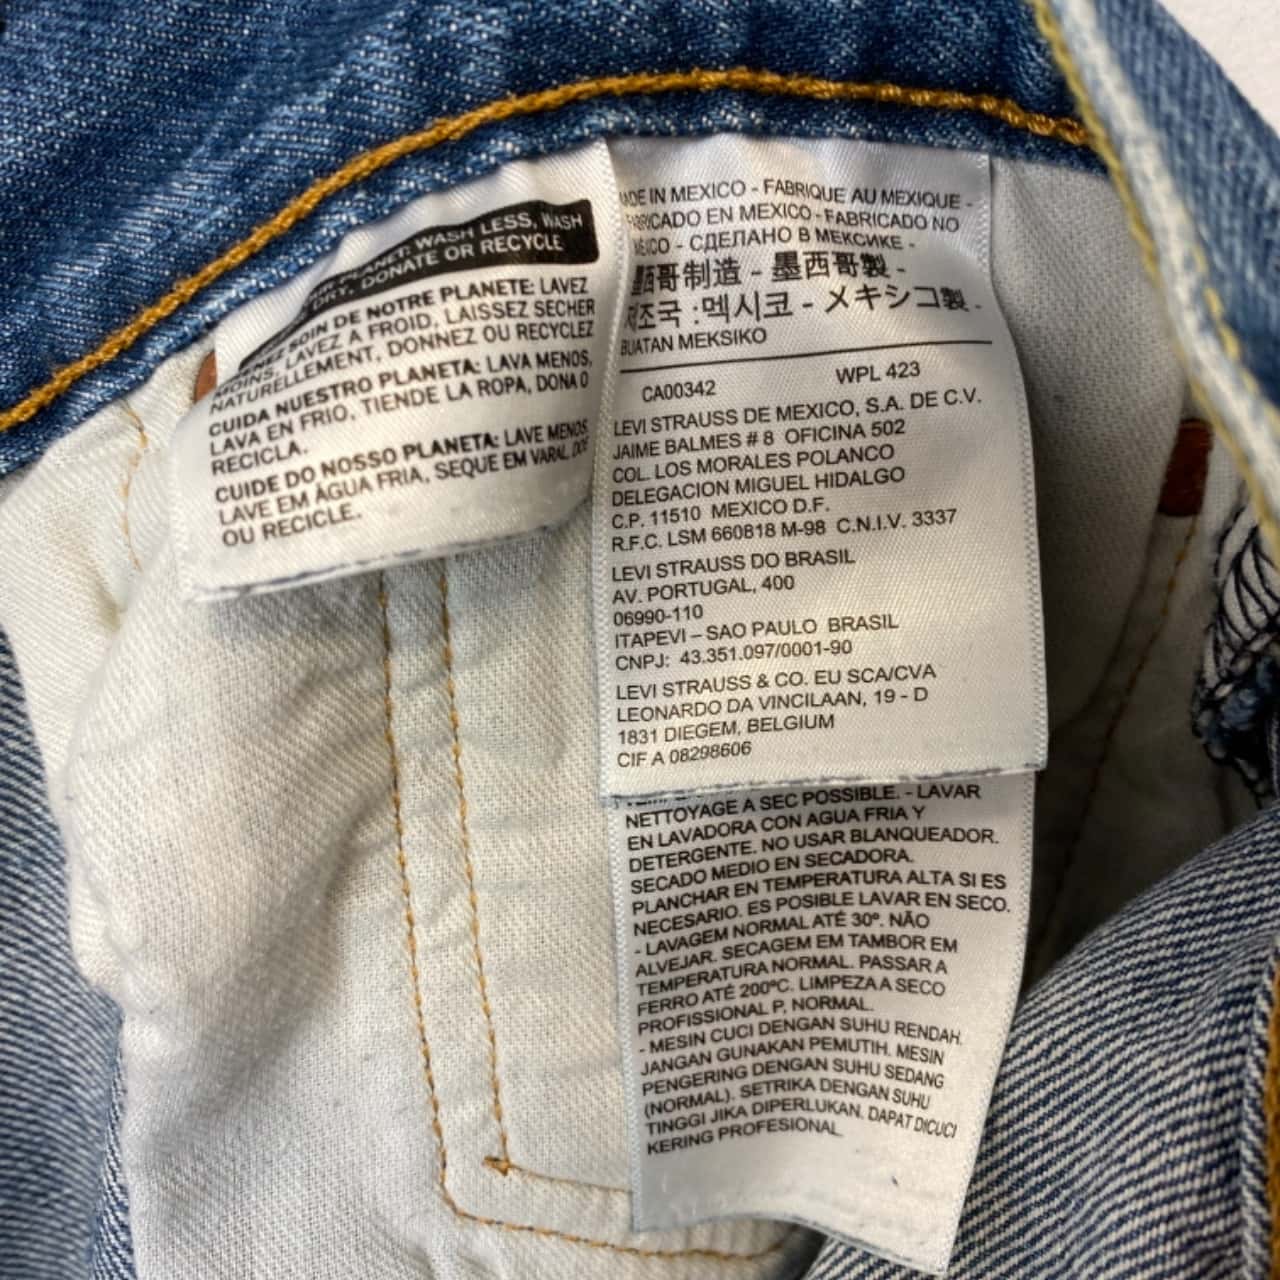 PLANET: WASH LESS, WASH
DRY, DONATE OR RECYCLE
SOIN DE NOTRE PLANETE: LAVEZ
MOINS, LAVEZ A FROID, LAISSEZ SECHER
NATURELLEMENT, DONNEZ OU RECYCLEZ
CUIDA NUESTRO PLANETA: LAVA MENOS,
LAVA EN FRIO, TIENDE LA ROPA, DONA O
RECICLA.
CUIDE DO NOSSO PLANETA: LAVE MENOS
LAVE EM ÁGUA FRIA, SEQUE EM VARAL, DOE
OU RECICLE.
MADE IN MEXICO - FABRIQUE AU MEXIQUE -
FABRICADO EN MEXICO - FABRICADO NO
MÉXICO - СДЕЛАНО В МЕКСИКЕ -
西哥制造 - 墨西哥製 -
제조국 : 멕시코 - メキシコ製 -
BUATAN MEKSIKO
CA00342 WPL 423
LEVI STRAUSS DE MEXICO, S.A. DE C.V.
JAIME BALMES # 8 OFICINA 502
COL. LOS MORALES POLANCO
DELEGACION MIGUEL HIDALGO
C.P. 11510 MEXICO D.F.
R.F.C. LSM 660818 M-98 C.N.I.V. 3337
LEVI STRAUSS DO BRASIL
AV. PORTUGAL, 400
06990-110
ITAPEVI – SAO PAULO BRASIL
CNPJ: 43.351.097/0001-90
LEVI STRAUSS & CO. EU SCA/CVA
LEONARDO DA VINCILAAN, 19 - D
1831 DIEGEM, BELGIUM
CIF A 08298606
NETTOYAGE A SEC POSSIBLE. - LAVAR
EN LAVADORA CON AGUA FRIA Y
DETERGENTE. NO USAR BLANQUEADOR.
SECADO MEDIO EN SECADORA.
PLANCHAR EN TEMPERATURA ALTA SI ES
NECESARIO. ES POSIBLE LAVAR EN SECO.
- LAVAGEM NORMAL ATÉ 30º. NÃO
ALVEJAR. SECAGEM EM TAMBOR EM
TEMPERATURA NORMAL. PASSAR A
FERRO ATÉ 200ºC. LIMPEZA A SECO
PROFISSIONAL P, NORMAL.
- MESIN CUCI DENGAN SUHU RENDAH.
JANGAN GUNAKAN PEMUTIH. MESIN
PENGERING DENGAN SUHU SEDANG
(NORMAL). SETRIKA DENGAN SUHU
TINGGI JIKA DIPERLUKAN. DAPAT DICUCI
KERING PROFESIONAL.